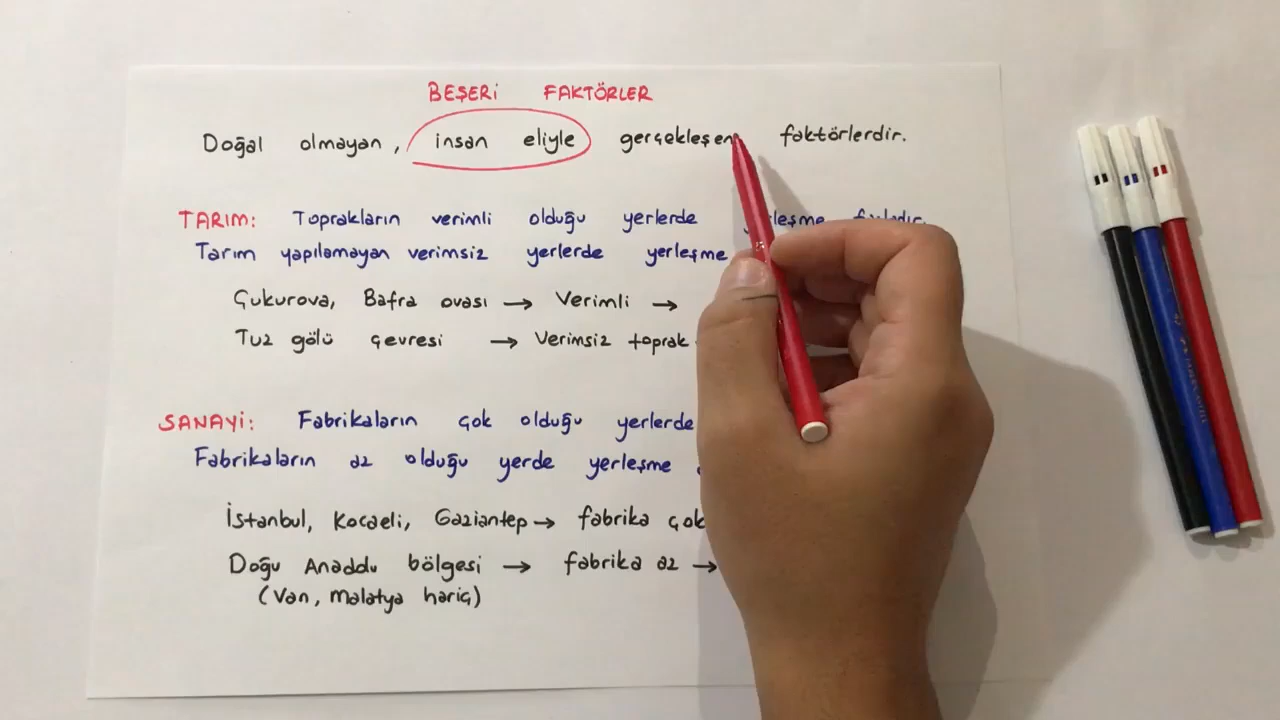 BEŞERİ FAKTÖRLER
Doğal olmayan, insan eliyle gerçekleşen faktörlerdir.
TARIM: Toprakların verimli olduğu yerlerde
Tarım yapılamayan verimsiz yerlerde yerleşme
Çukurova, Bafra ovası → Verimli →
Tuz gölü çevresi → Verimsiz toprak
SANAYİ: Fabrikaların çok olduğu yerlerde
Fabrikaların az olduğu yerde yerleşme
İstanbul, Kocaeli, Gaziantep → fabrika çok
Doğu Anadolu bölgesi → fabrika az →
(Van, Malatya hariç)